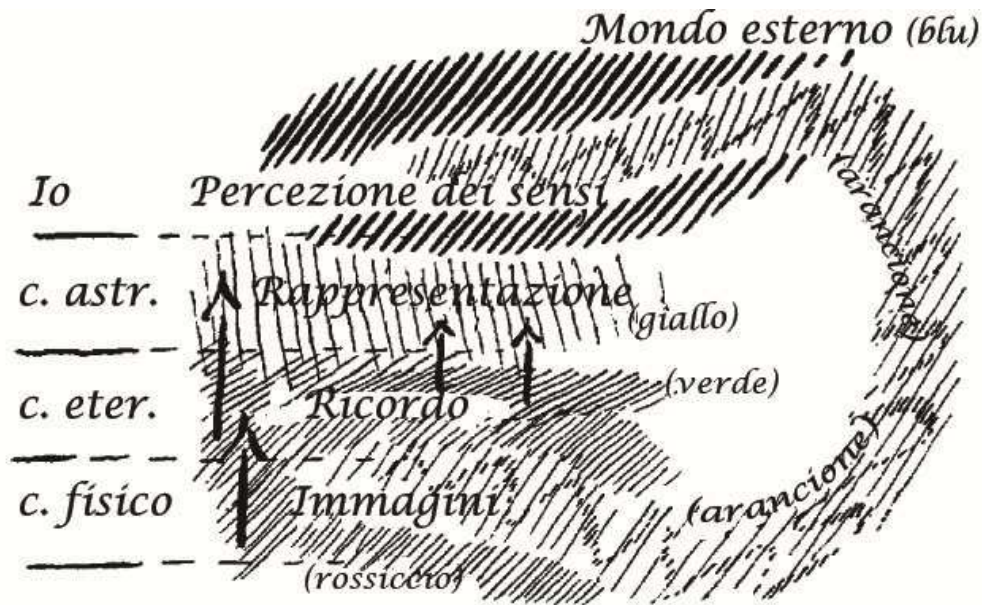 Mondo esterno (blu)
Io Percezione dei sensi
(arancione)
c. astr. Rappresentazione
(giallo)
(verde)
c. eter. Ricordo
(arancione)
c. fisico Immagini
(rossiccio)